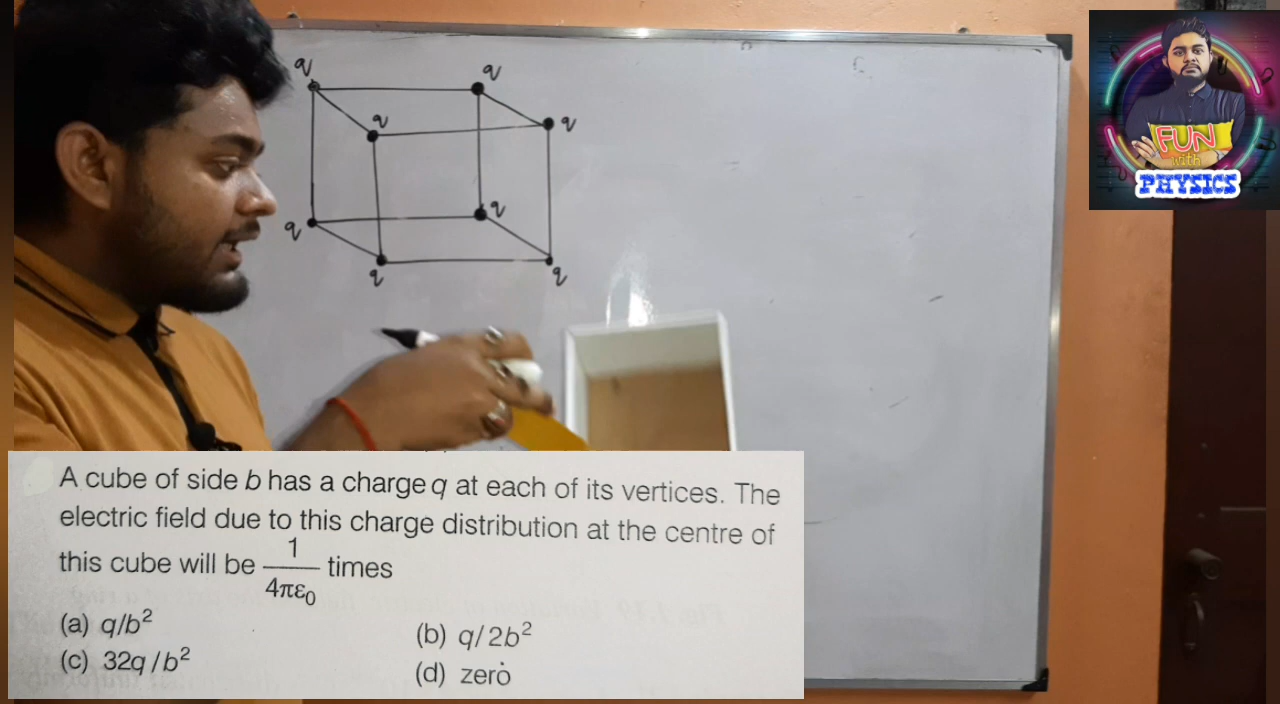 q
q
q
q
q
q
q
q
FUN
with
PHYSICS
A cube of side b has a charge q at each of its vertices. The
electric field due to this charge distribution at the centre of
this cube will be 1/4πε₀ times
(a) q/b²
(b) q/2b²
(c) 32q/b²
(d) zero